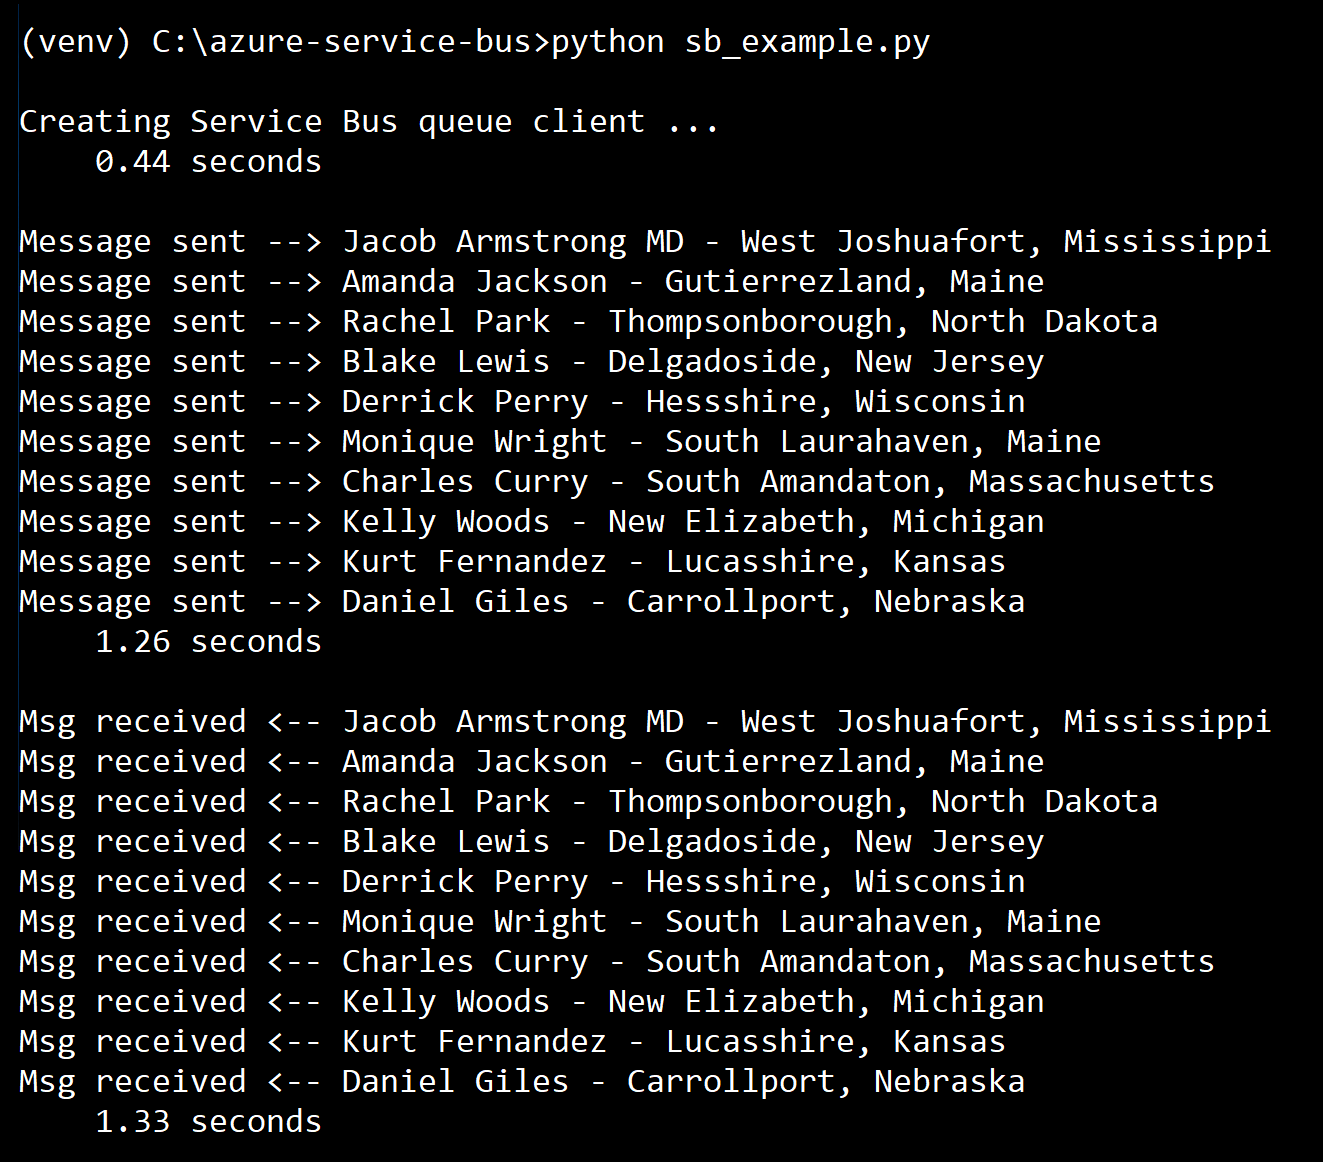 (venv) C:\azure-service-bus>python sb_example.py
Creating Service Bus queue client ...
0.44 seconds
Message sent --> Jacob Armstrong MD - West Joshuafort, Mississippi
Message sent --> Amanda Jackson - Gutierrezland, Maine
Message sent --> Rachel Park - Thompsonborough, North Dakota
Message sent --> Blake Lewis - Delgadoside, New Jersey
Message sent --> Derrick Perry - Hessshire, Wisconsin
Message sent --> Monique Wright - South Laurahaven, Maine
Message sent --> Charles Curry - South Amandaton, Massachusetts
Message sent --> Kelly Woods - New Elizabeth, Michigan
Message sent --> Kurt Fernandez - Lucasshire, Kansas
Message sent --> Daniel Giles - Carrollport, Nebraska
1.26 seconds
Msg received <-- Jacob Armstrong MD - West Joshuafort, Mississippi
Msg received <-- Amanda Jackson - Gutierrezland, Maine
Msg received <-- Rachel Park - Thompsonborough, North Dakota
Msg received <-- Blake Lewis - Delgadoside, New Jersey
Msg received <-- Derrick Perry - Hessshire, Wisconsin
Msg received <-- Monique Wright - South Laurahaven, Maine
Msg received <-- Charles Curry - South Amandaton, Massachusetts
Msg received <-- Kelly Woods - New Elizabeth, Michigan
Msg received <-- Kurt Fernandez - Lucasshire, Kansas
Msg received <-- Daniel Giles - Carrollport, Nebraska
1.33 seconds